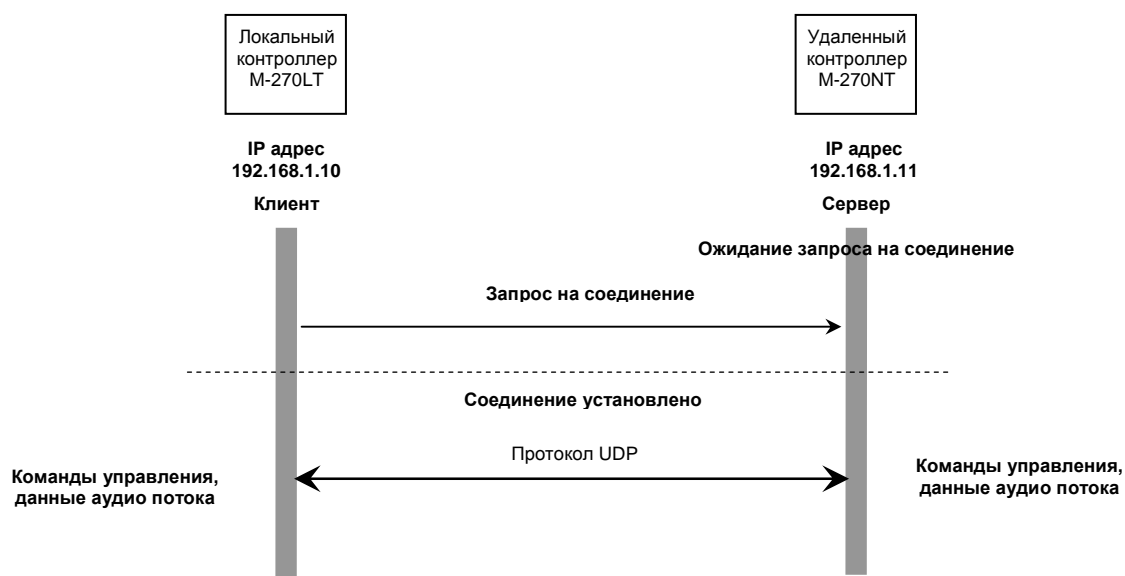 Локальный
контроллер
M-270LT
Удаленный
контроллер
M-270NT
IP адрес
192.168.1.10
IP адрес
192.168.1.11
Клиент
Сервер
Ожидание запроса на соединение
Запрос на соединение
Соединение установлено
Протокол UDP
Команды управления,
данные аудио потока
Команды управления,
данные аудио потока